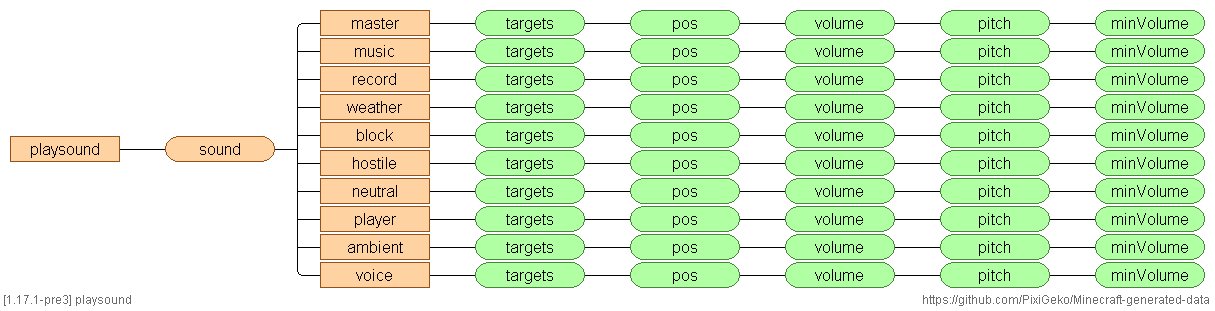 master targets pos volume pitch minVolume
music targets pos volume pitch minVolume
record targets pos volume pitch minVolume
weather targets pos volume pitch minVolume
playsound sound block targets pos volume pitch minVolume
hostile targets pos volume pitch minVolume
neutral targets pos volume pitch minVolume
player targets pos volume pitch minVolume
ambient targets pos volume pitch minVolume
voice targets pos volume pitch minVolume
[1.17.1-pre3] playsound https://github.com/PixiGeko/Minecraft-generated-data